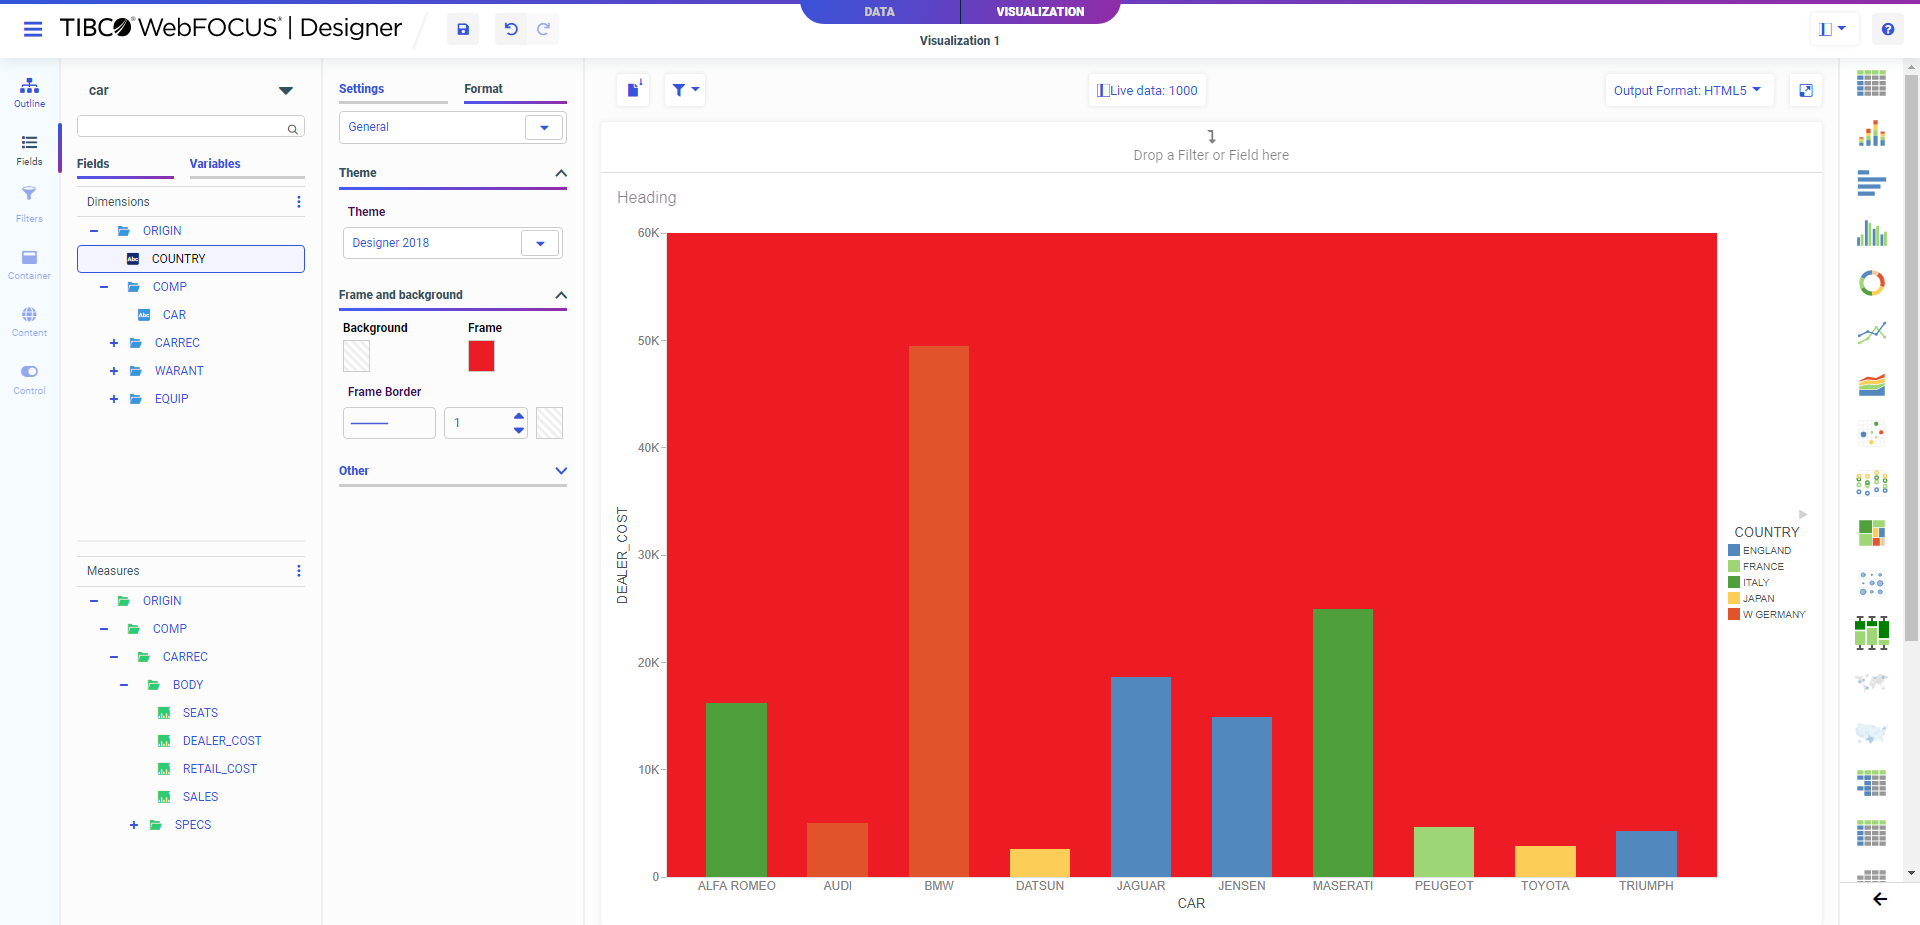 TIBCO® WebFOCUS® | Designer
DATA
VISUALIZATION
Visualization 1
Outline
Fields
Filters
Container
Content
Control
car
Fields
Variables
Dimensions
ORIGIN
Abc COUNTRY
COMP
Abc CAR
CARREC
WARANT
EQUIP
Measures
ORIGIN
COMP
CARREC
BODY
SEATS
DEALER_COST
RETAIL_COST
SALES
SPECS
Settings
Format
General
Theme
Theme
Designer 2018
Frame and background
Background
Frame
Frame Border
1
Other
Live data: 1000
Output Format: HTML5
Drop a Filter or Field here
Heading
60K
50K
40K
30K
20K
10K
0
DEALER_COST
ALFA ROMEO
AUDI
BMW
DATSUN
JAGUAR
JENSEN
MASERATI
PEUGEOT
TOYOTA
TRIUMPH
CAR
COUNTRY
ENGLAND
FRANCE
ITALY
JAPAN
W GERMANY